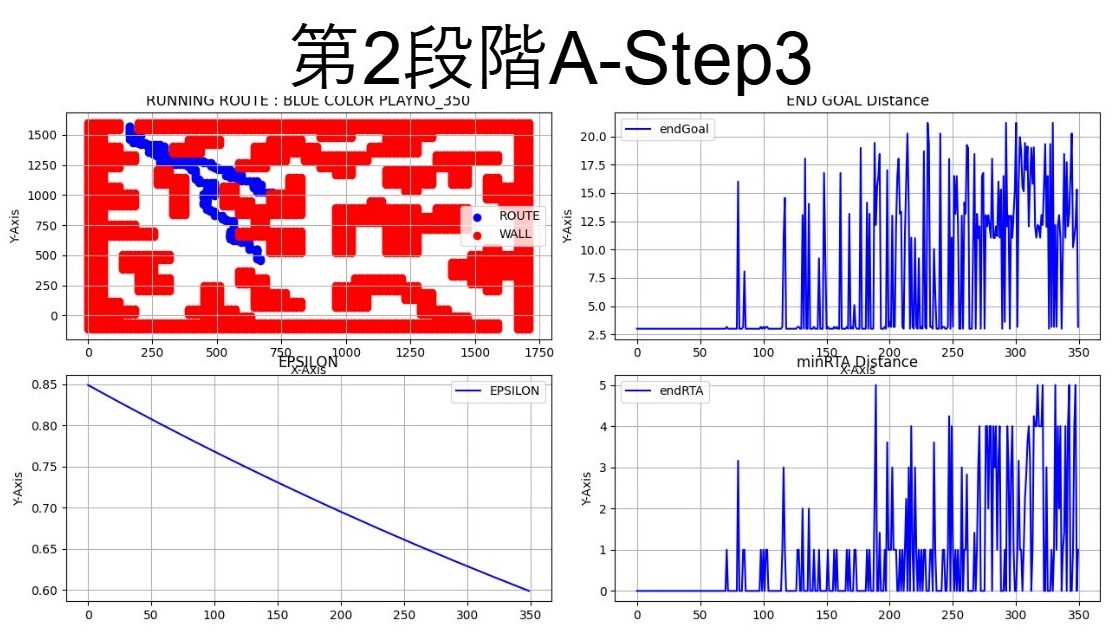 第2段階A-Step3
RUNNING ROUTE : BLUE COLOR PLAYNO_350
Y-Axis
1500
1250
1000
750
500
250
0
ROUTE
WALL
0 250 500 750 1000 1250 1500 1750
X-Axis
END GOAL Distance
Y-Axis
20.0
17.5
15.0
12.5
10.0
7.5
5.0
2.5
endGoal
0 50 100 150 200 250 300 350
X-Axis
EPSILON
Y-Axis
0.85
0.80
0.75
0.70
0.65
0.60
EPSILON
0 50 100 150 200 250 300 350
minRTA Distance
Y-Axis
5
4
3
2
1
0
endRTA
0 50 100 150 200 250 300 350